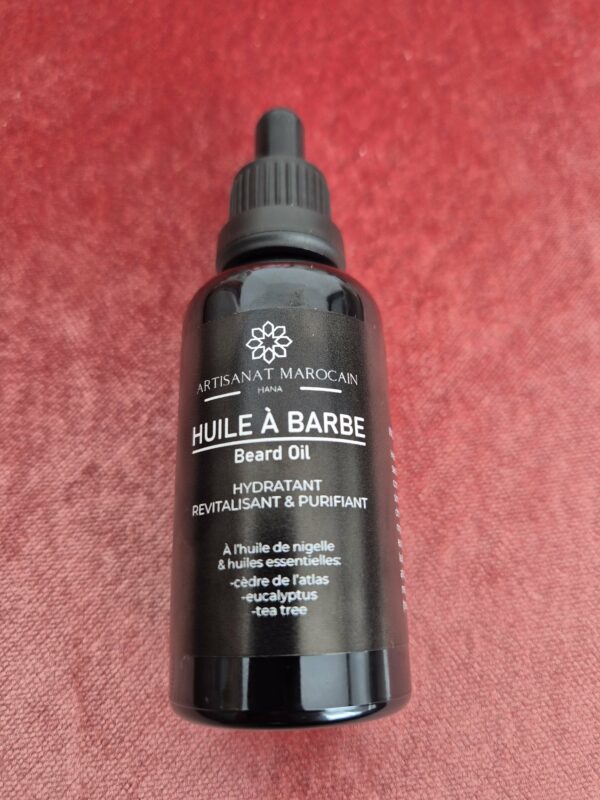 ARTISANAT MAROCAIN
HANA
HUILE À BARBE
Beard Oil
HYDRATANT
REVITALISANT & PURIFIANT
À l'huile de nigelle
& huiles essentielles:
-cèdre de l'atlas
-eucalyptus
-tea tree